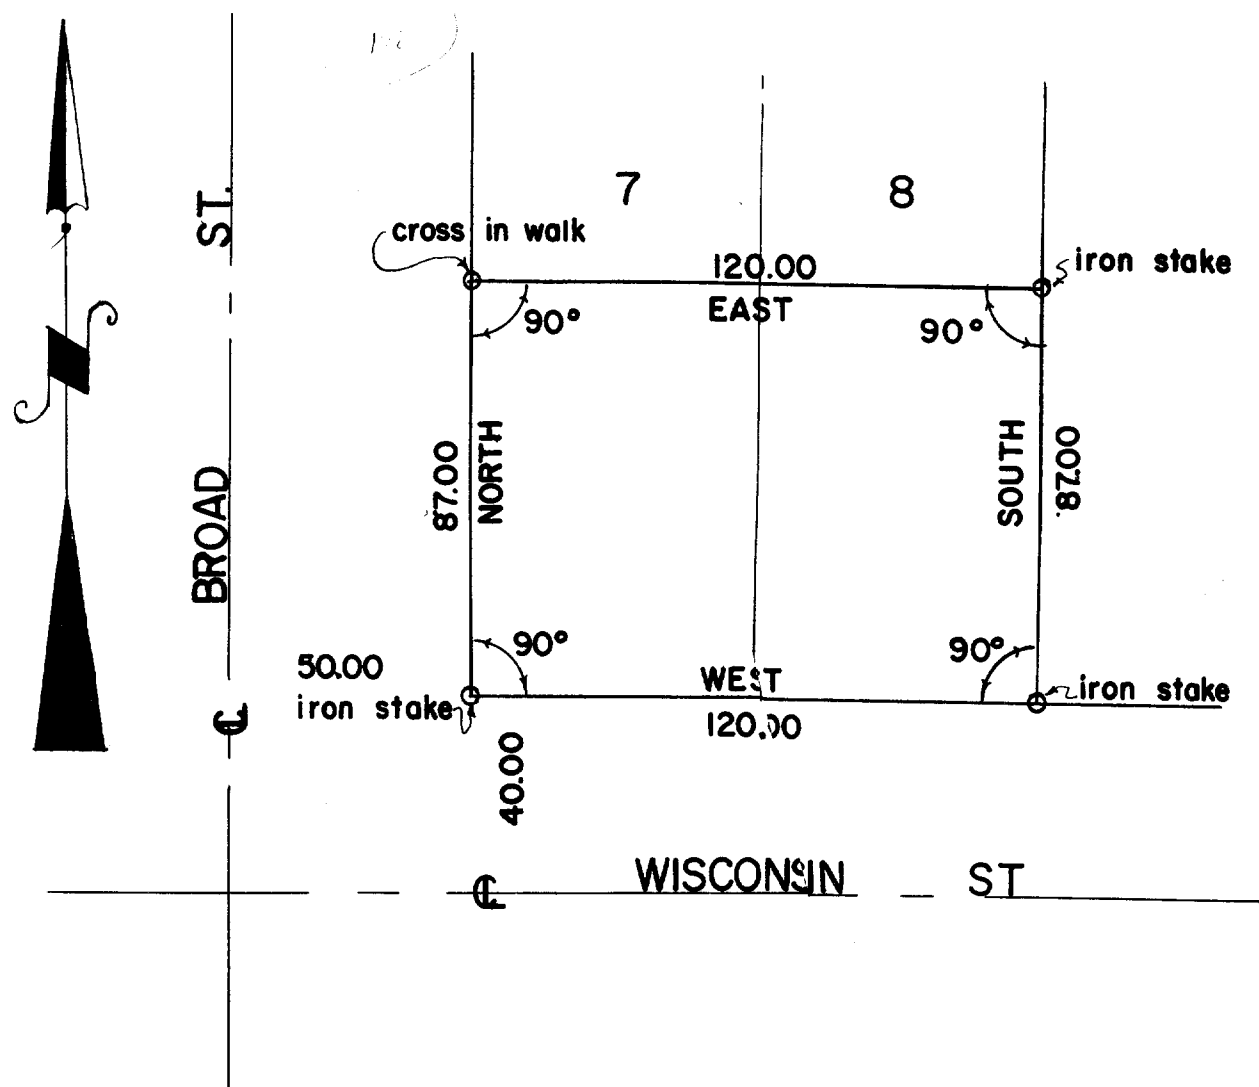 7
8
cross in walk
120.00
iron stake
EAST
90°
90°
ST.
BROAD
87.00
NORTH
SOUTH
87.00
90°
90°
50.00
iron stake
WEST
iron stake
120.00
40.00
℄
WISCONSIN ST
℄